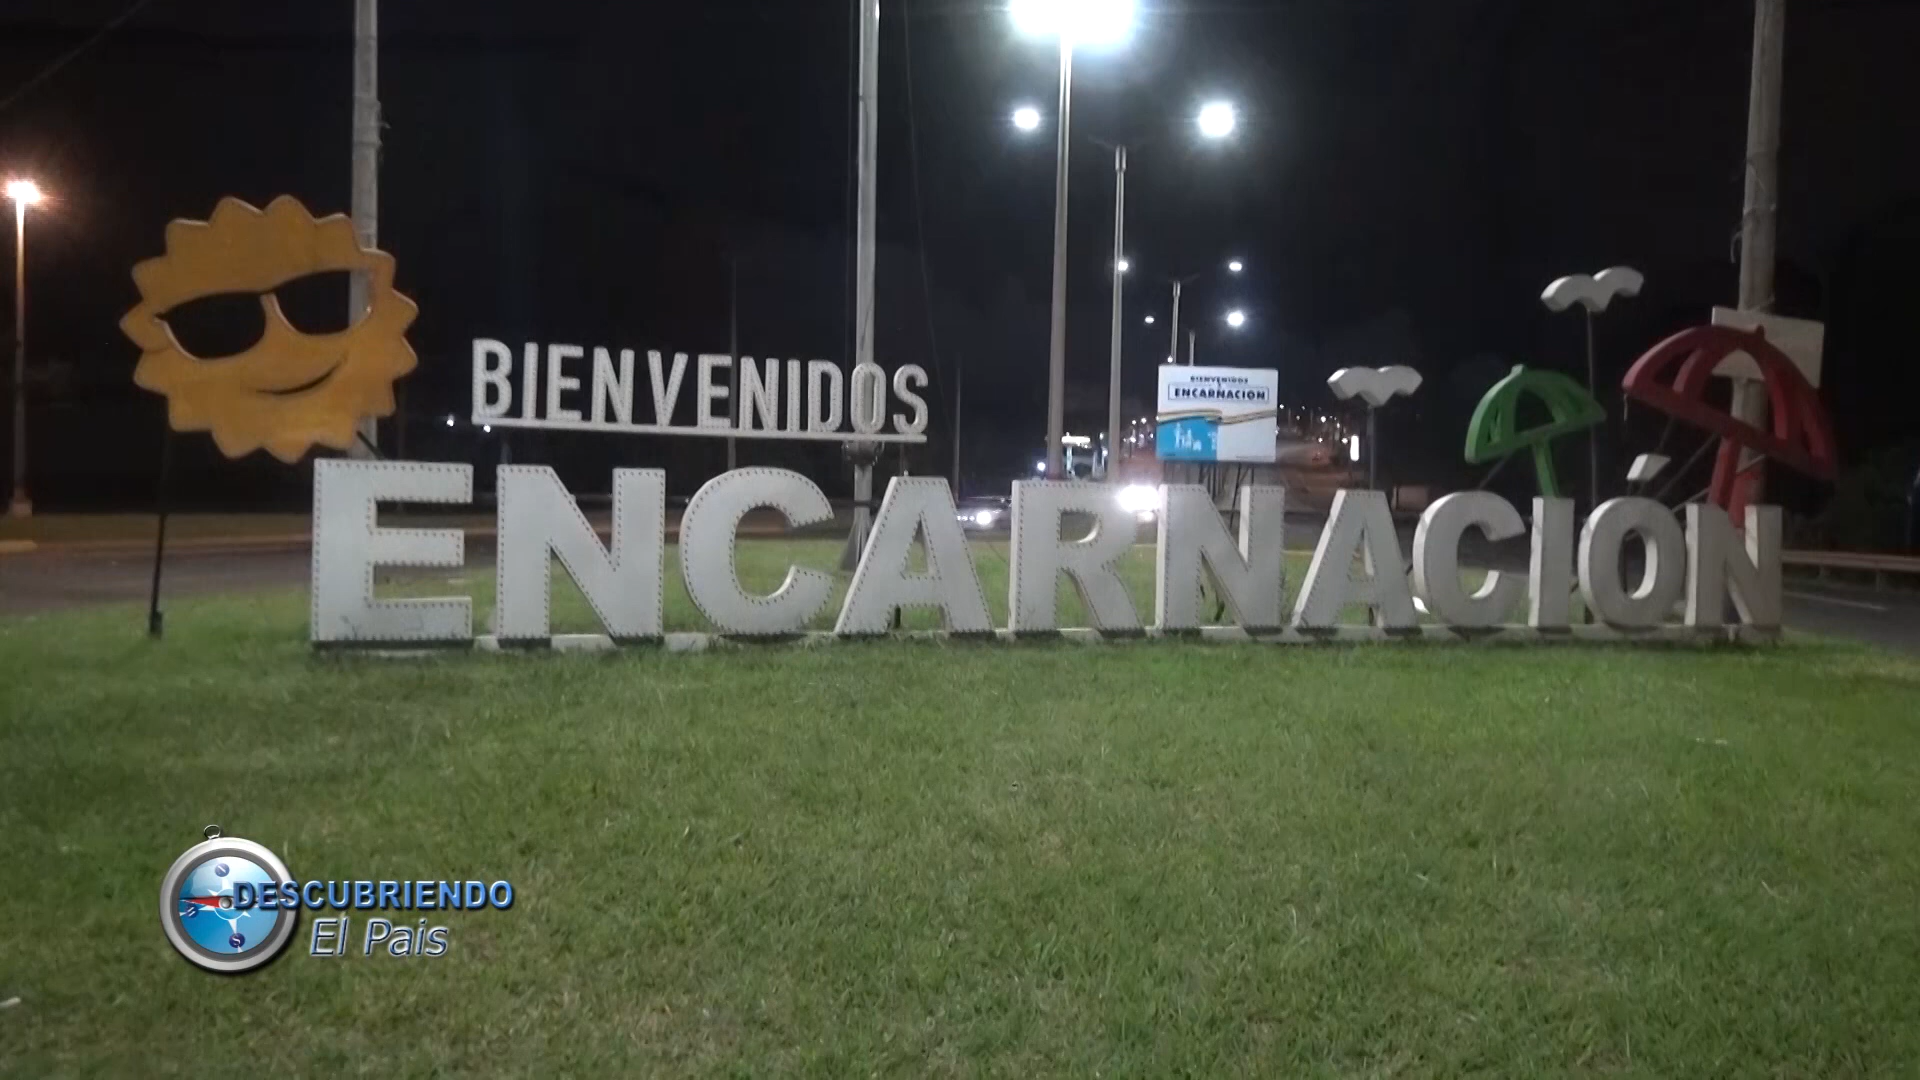 BIENVENIDOS
ENCARNACIÓN
BIENVENIDOS
ENCARNACION
DESCUBRIENDO
El Pais